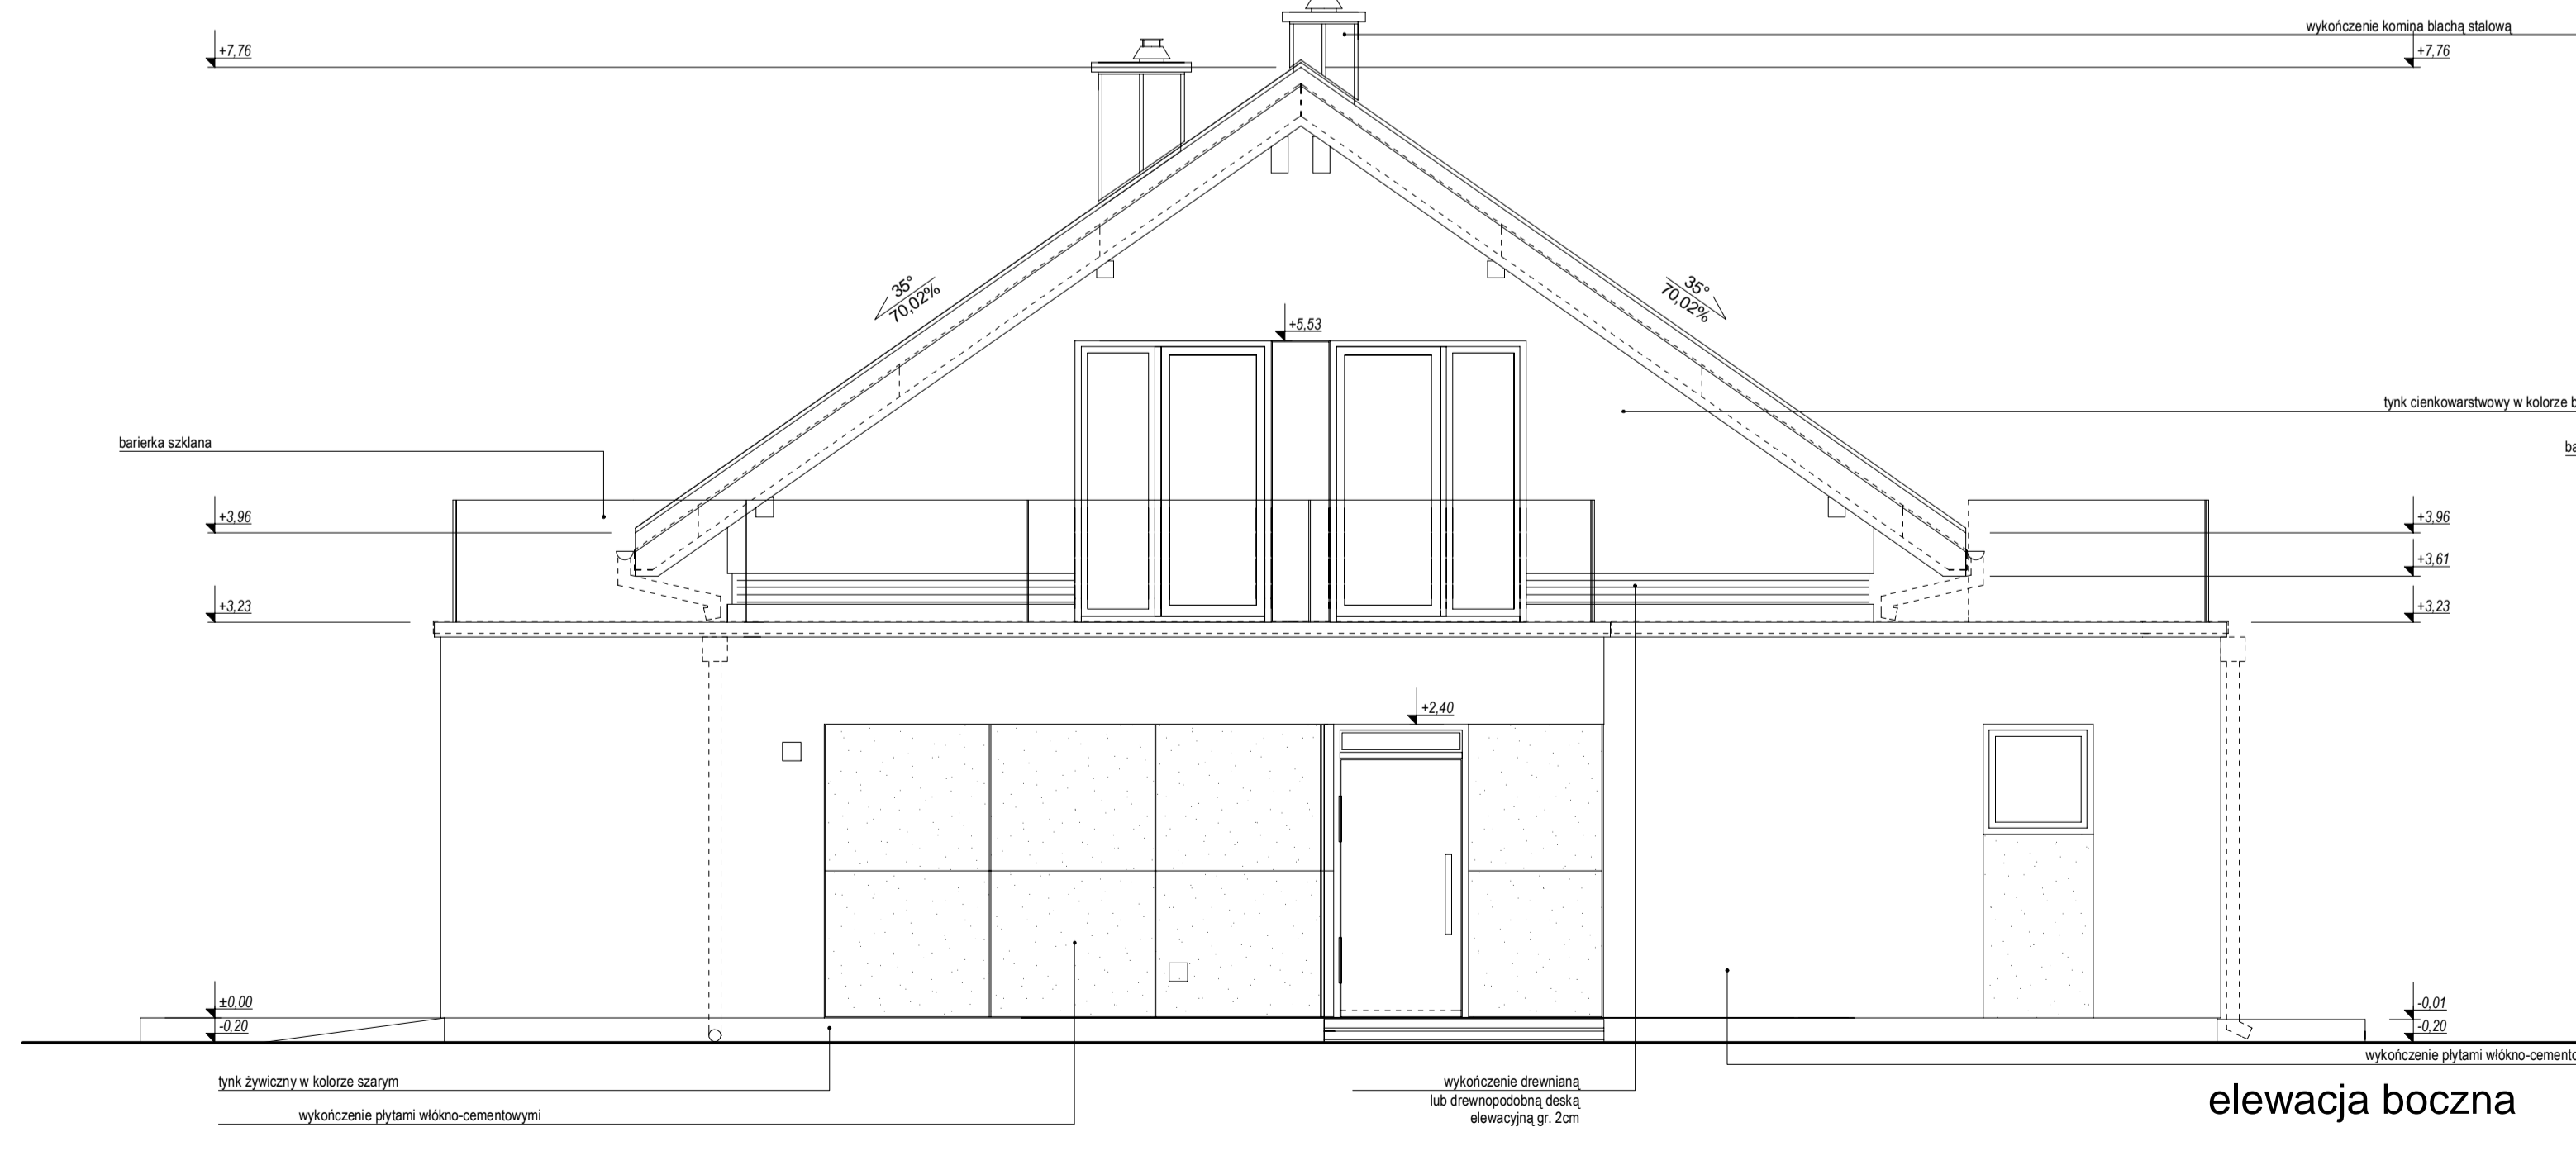 wykończenie komina blachą stalową
+7,76
+7,76
35°
70,02%
35°
70,02%
+5,53
tynk cienkowarstwowy w kolorze b
barierka szklana
ba
+3,96
+3,96
+3,61
+3,23
+3,23
+2,40
±0,00
-0,01
-0,20
-0,20
wykończenie płytami włókno-cemento
tynk żywiczny w kolorze szarym
wykończenie drewnianą
lub drewnopodobną deską
elewacyjną gr. 2cm
wykończenie płytami włókno-cementowymi
elewacja boczna